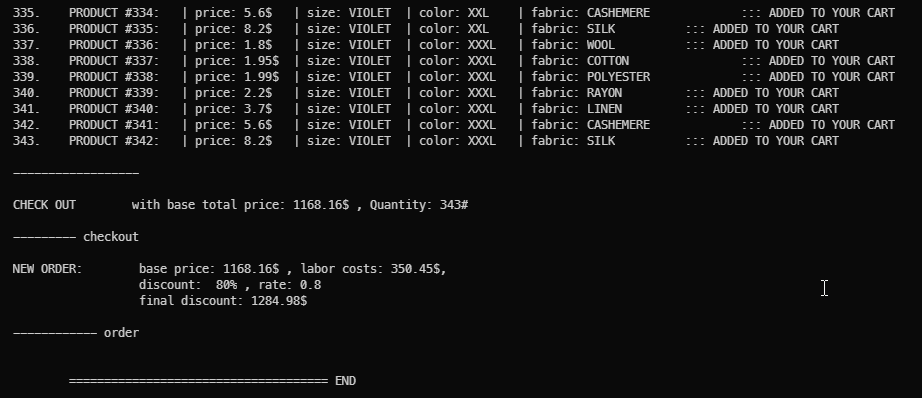 335.    PRODUCT #334:   | price: 5.6$   | size: VIOLET  | color: XXL    | fabric: CASHEMERE             ::: ADDED TO YOUR CART
336.    PRODUCT #335:   | price: 8.2$   | size: VIOLET  | color: XXL    | fabric: SILK          ::: ADDED TO YOUR CART
337.    PRODUCT #336:   | price: 1.8$   | size: VIOLET  | color: XXXL   | fabric: WOOL          ::: ADDED TO YOUR CART
338.    PRODUCT #337:   | price: 1.95$  | size: VIOLET  | color: XXXL   | fabric: COTTON                ::: ADDED TO YOUR CART
339.    PRODUCT #338:   | price: 1.99$  | size: VIOLET  | color: XXXL   | fabric: POLYESTER             ::: ADDED TO YOUR CART
340.    PRODUCT #339:   | price: 2.2$   | size: VIOLET  | color: XXXL   | fabric: RAYON         ::: ADDED TO YOUR CART
341.    PRODUCT #340:   | price: 3.7$   | size: VIOLET  | color: XXXL   | fabric: LINEN         ::: ADDED TO YOUR CART
342.    PRODUCT #341:   | price: 5.6$   | size: VIOLET  | color: XXXL   | fabric: CASHEMERE             ::: ADDED TO YOUR CART
343.    PRODUCT #342:   | price: 8.2$   | size: VIOLET  | color: XXXL   | fabric: SILK          ::: ADDED TO YOUR CART
------------------
CHECK OUT        with base total price: 1168.16$ , Quantity: 343#
--------- checkout
NEW ORDER:        base price: 1168.16$ , labor costs: 350.45$,
discount:  80% , rate: 0.8
final discount: 1284.98$
------------ order
===================================== END